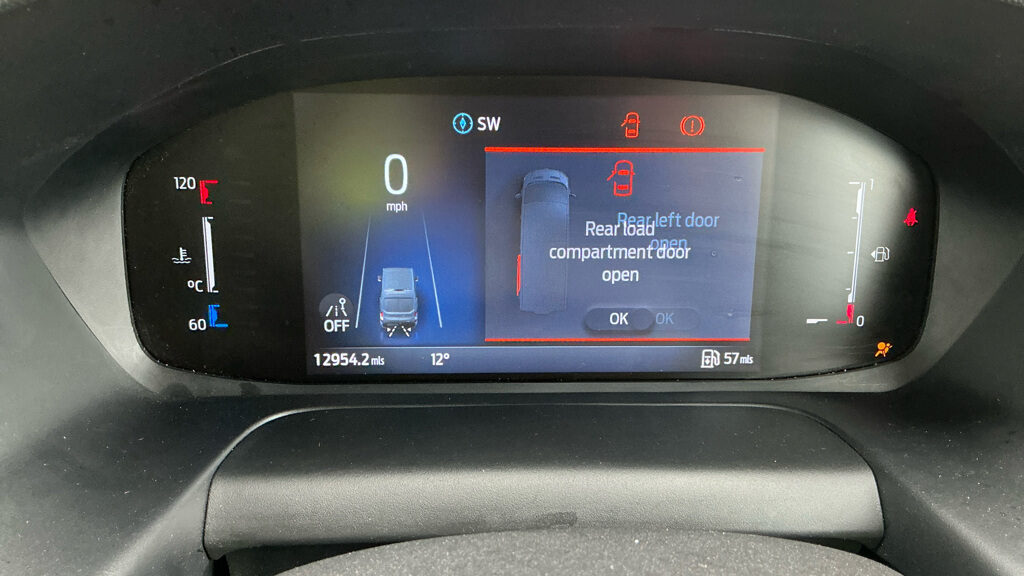 SW
120
0
mph
1
Rear left door
open
Rear load
compartment door
open
OK
OK
ºC
60
OFF
0
12954.2 mls
12°
57 mls